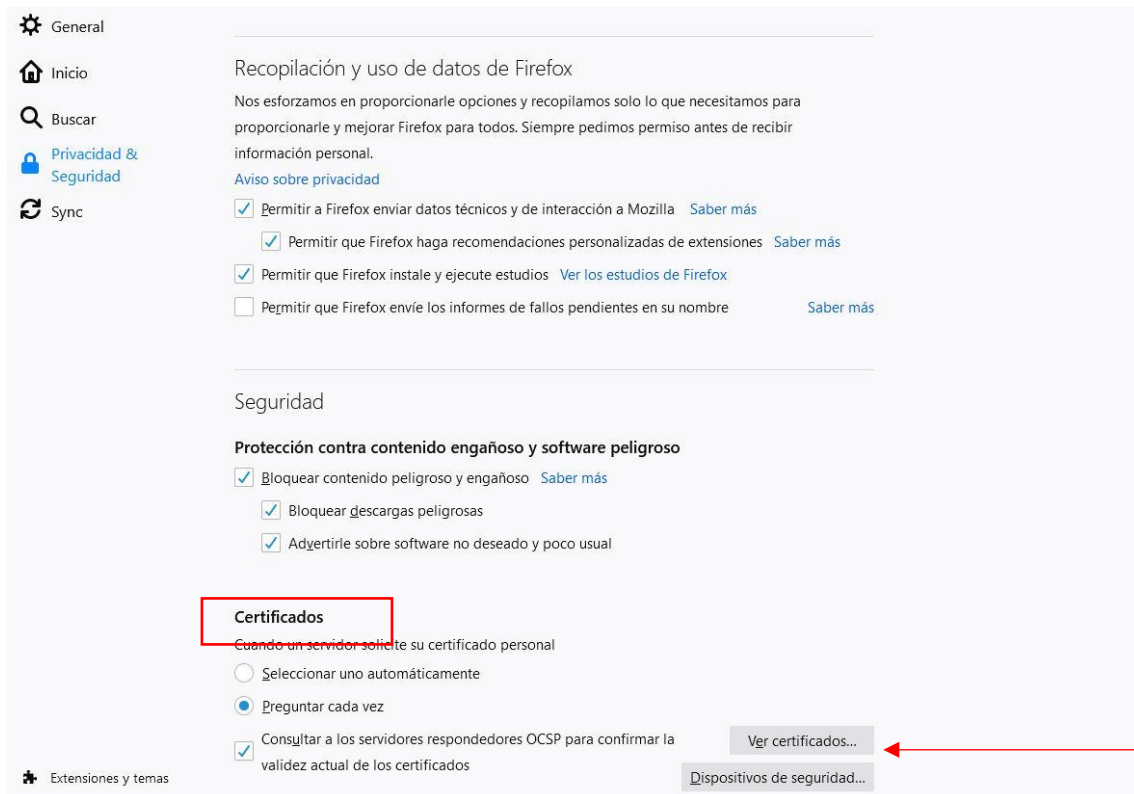 General
Inicio
Buscar
Privacidad &
Seguridad
Sync
Recopilación y uso de datos de Firefox
Nos esforzamos en proporcionarle opciones y recopilamos solo lo que necesitamos para
proporcionarle y mejorar Firefox para todos. Siempre pedimos permiso antes de recibir
información personal.
Aviso sobre privacidad
Permitir a Firefox enviar datos técnicos y de interacción a Mozilla Saber más
Permitir que Firefox haga recomendaciones personalizadas de extensiones Saber más
Permitir que Firefox instale y ejecute estudios Ver los estudios de Firefox
Permitir que Firefox envíe los informes de fallos pendientes en su nombre Saber más
Seguridad
Protección contra contenido engañoso y software peligroso
Bloquear contenido peligroso y engañoso Saber más
Bloquear descargas peligrosas
Advertirle sobre software no deseado y poco usual
Certificados
Cuando un servidor solicite su certificado personal
Seleccionar uno automáticamente
Preguntar cada vez
Consultar a los servidores respondedores OCSP para confirmar la
validez actual de los certificados
Ver certificados...
Dispositivos de seguridad...
Extensiones y temas